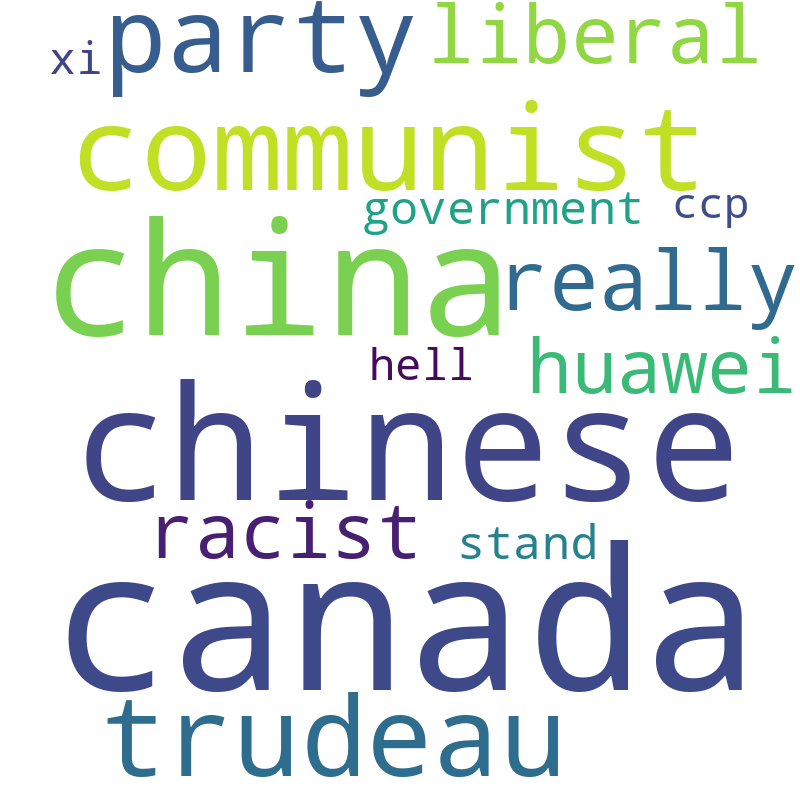 xi party liberal
communist
government ccp
china really
hell huawei
chinese
racist stand
canada
trudeau